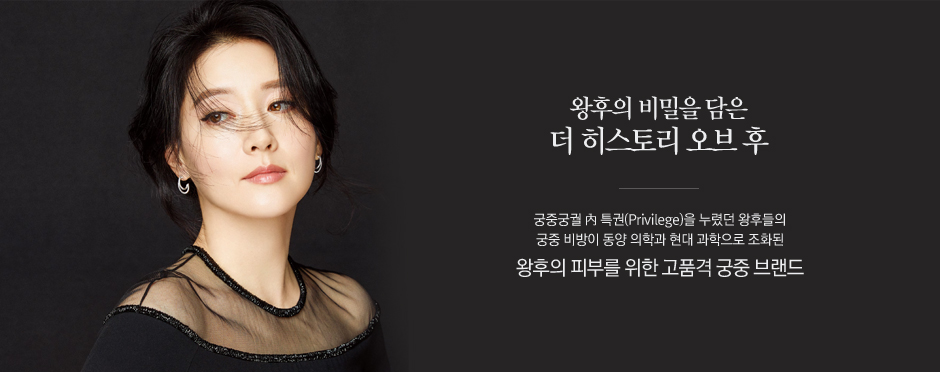 왕후의 비밀을 담은
더 히스토리 오브 후
궁중궁궐 內 특권(Privilege)을 누렸던 왕후들의
궁중 비방이 동양 의학과 현대 과학으로 조화된
왕후의 피부를 위한 고품격 궁중 브랜드